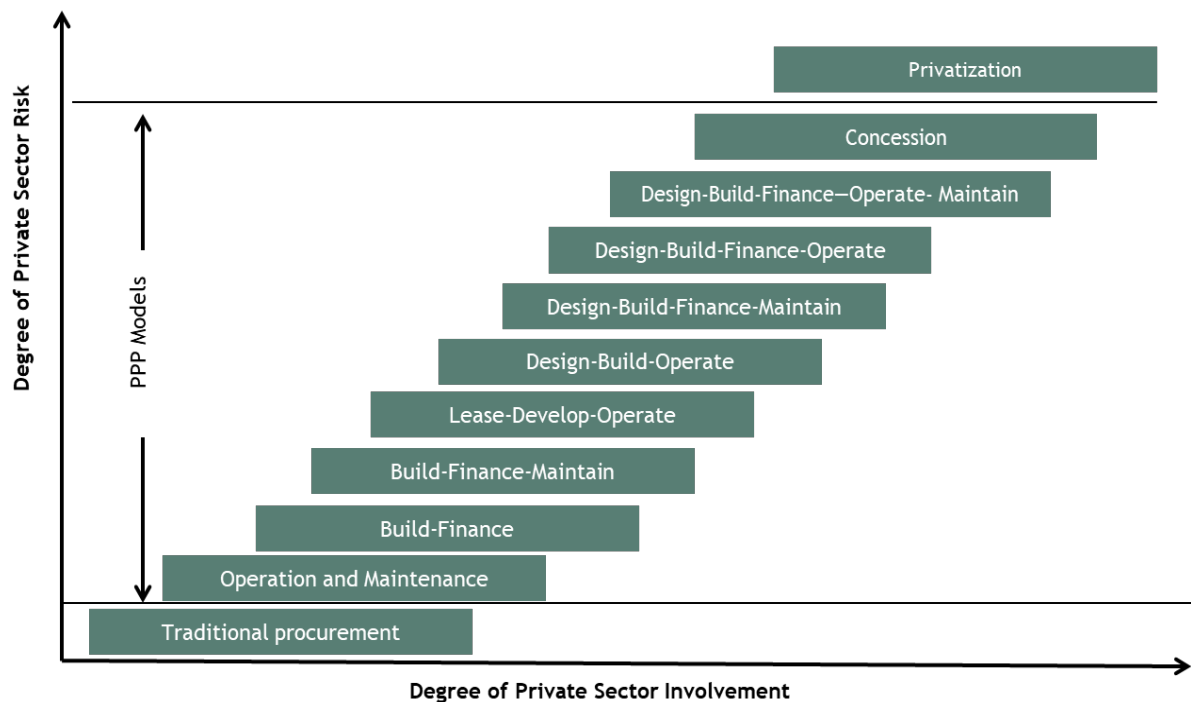 Degree of Private Sector Risk
PPP Models
Privatization
Concession
Design-Build-Finance—Operate- Maintain
Design-Build-Finance-Operate
Design-Build-Finance-Maintain
Design-Build-Operate
Lease-Develop-Operate
Build-Finance-Maintain
Build-Finance
Operation and Maintenance
Traditional procurement
Degree of Private Sector Involvement